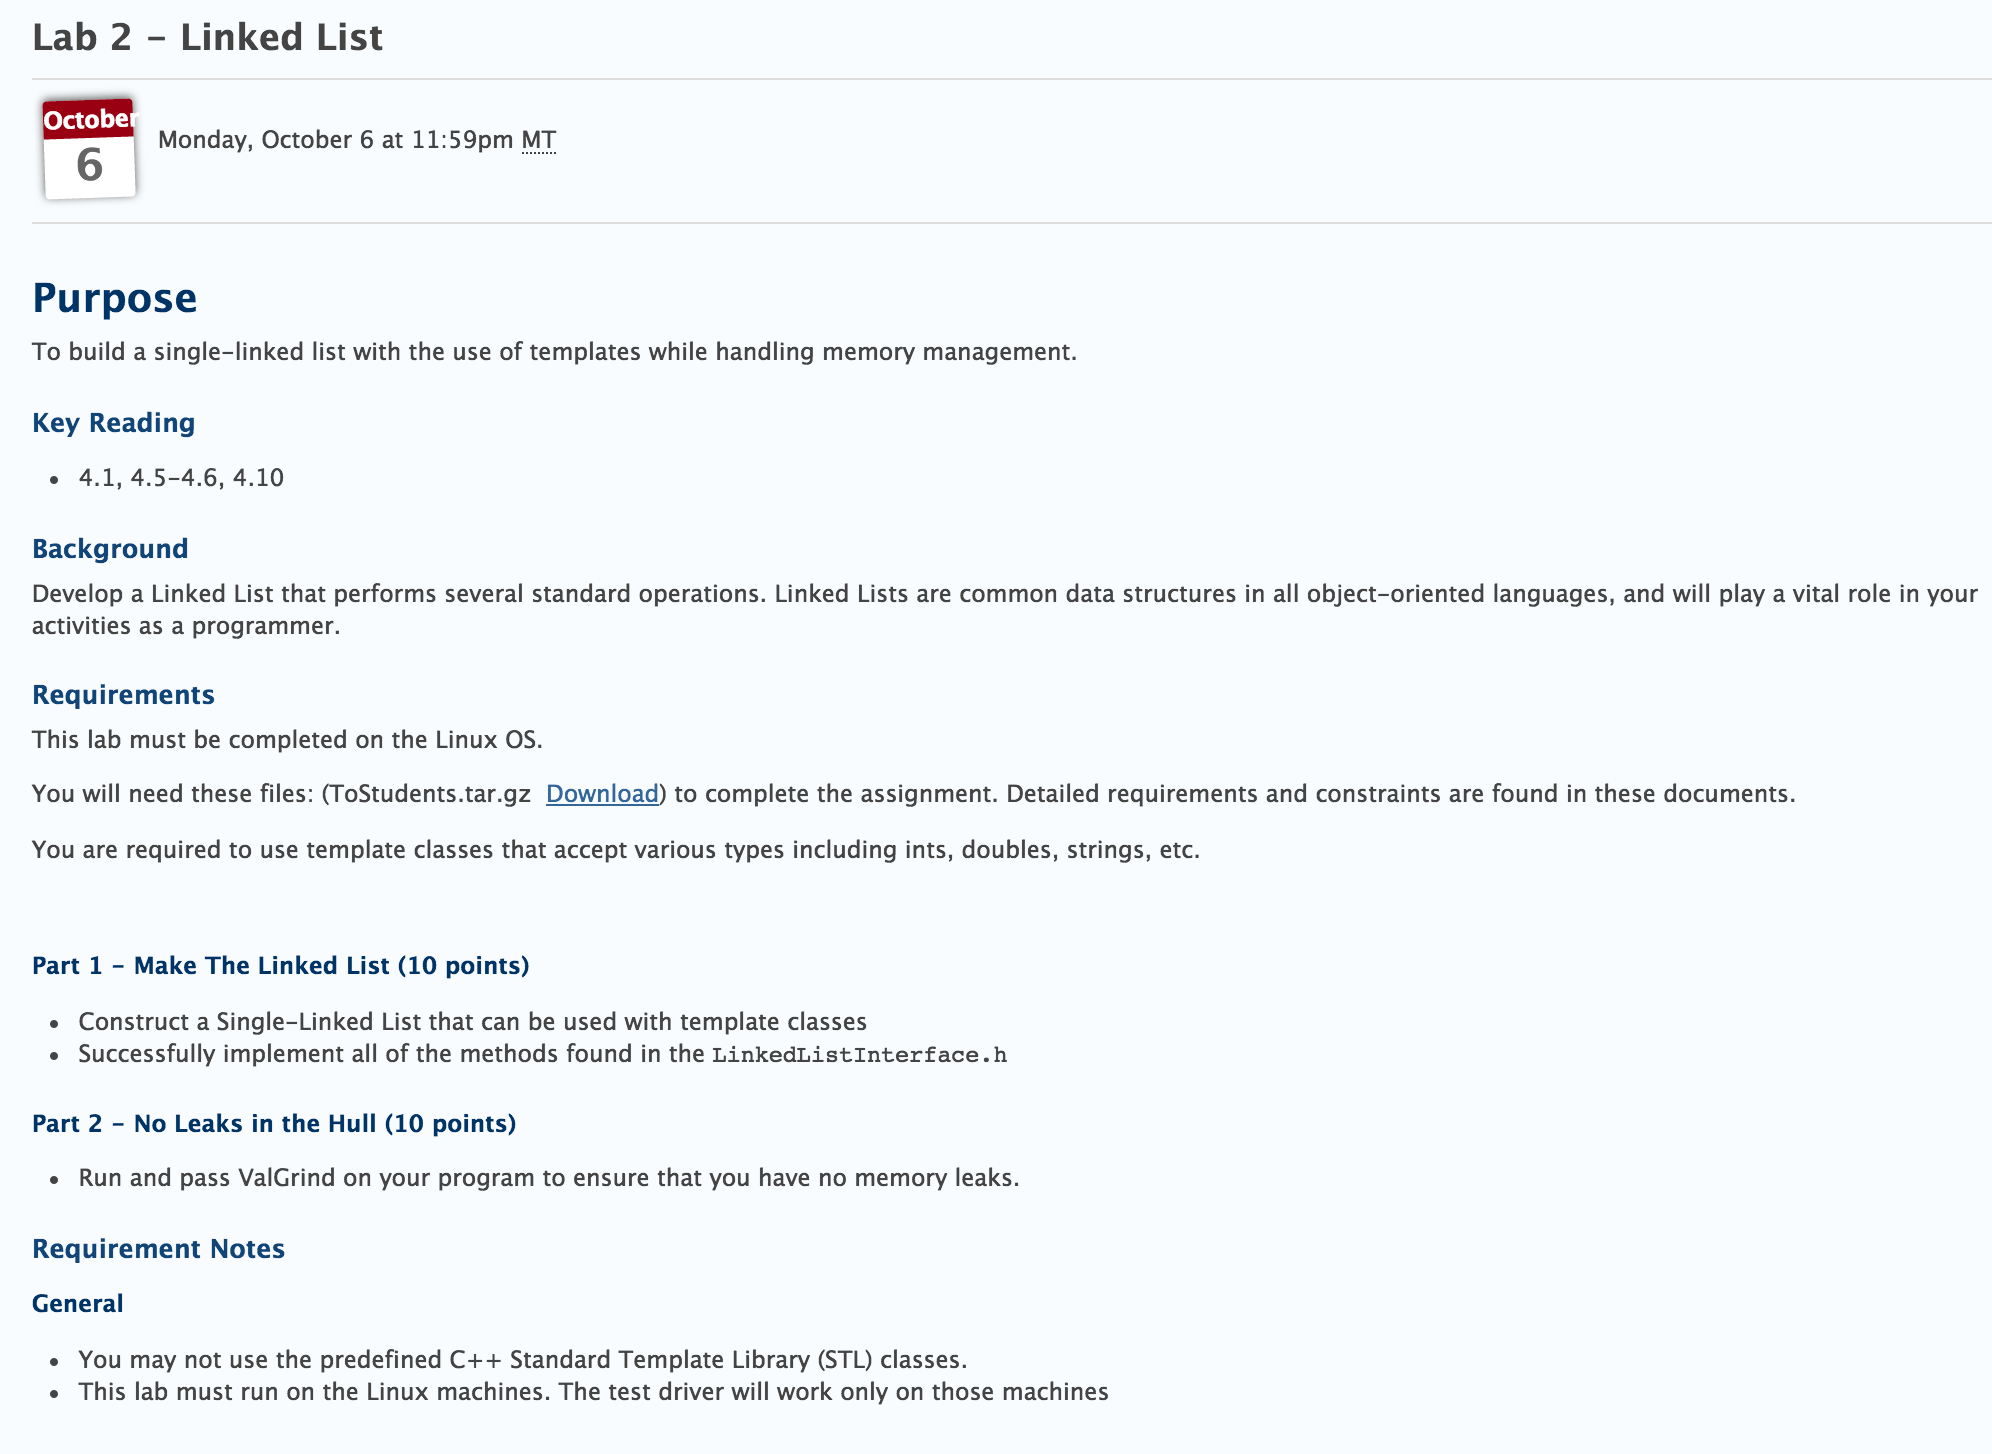 Lab 2 – Linked List
October
6
Monday, October 6 at 11:59pm MT
Purpose
To build a single-linked list with the use of templates while handling memory management.
Key Reading
• 4.1, 4.5-4.6, 4.10
Background
Develop a Linked List that performs several standard operations. Linked Lists are common data structures in all object-oriented languages, and will play a vital role in your
activities as a programmer.
Requirements
This lab must be completed on the Linux OS.
You will need these files: (ToStudents.tar.gz Download) to complete the assignment. Detailed requirements and constraints are found in these documents.
You are required to use template classes that accept various types including ints, doubles, strings, etc.
Part 1 – Make The Linked List (10 points)
• Construct a Single-Linked List that can be used with template classes
• Successfully implement all of the methods found in the LinkedListInterface.h
Part 2 – No Leaks in the Hull (10 points)
• Run and pass ValGrind on your program to ensure that you have no memory leaks.
Requirement Notes
General
• You may not use the predefined C++ Standard Template Library (STL) classes.
• This lab must run on the Linux machines. The test driver will work only on those machines